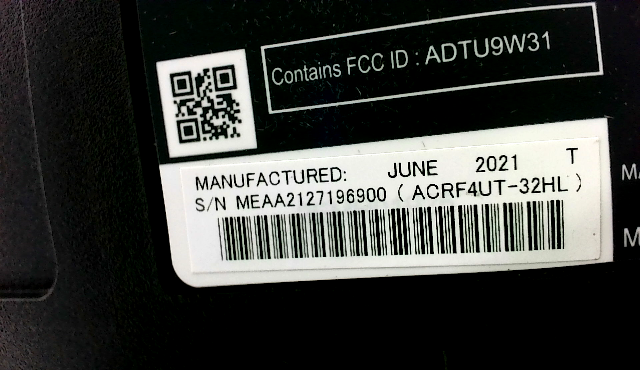 Contains FCC ID : ADTU9W31
MANUFACTURED: JUNE 2021 T
S/N MEAA2127196900 ( ACRF4UT-32HL )